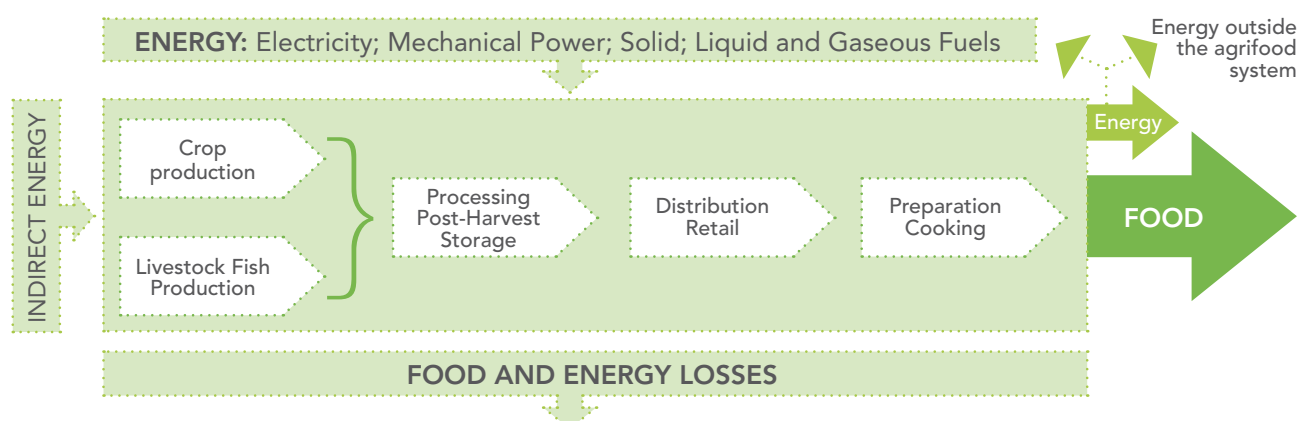 ENERGY: Electricity; Mechanical Power; Solid; Liquid and Gaseous Fuels
Energy outside
the agrifood
system
INDIRECT ENERGY
Crop
production
Livestock Fish
Production
Processing
Post-Harvest
Storage
Distribution
Retail
Preparation
Cooking
Energy
FOOD
FOOD AND ENERGY LOSSES